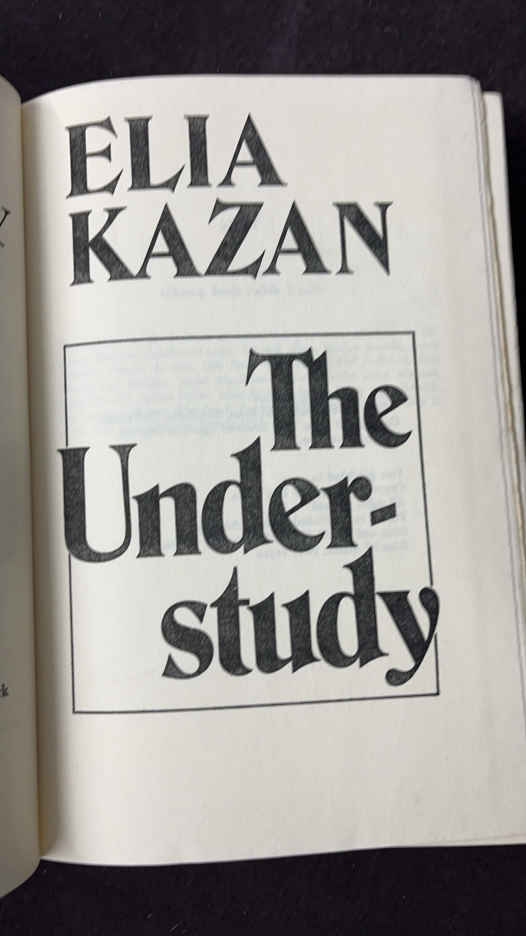 ELIA
KAZAN
The
Under-
study